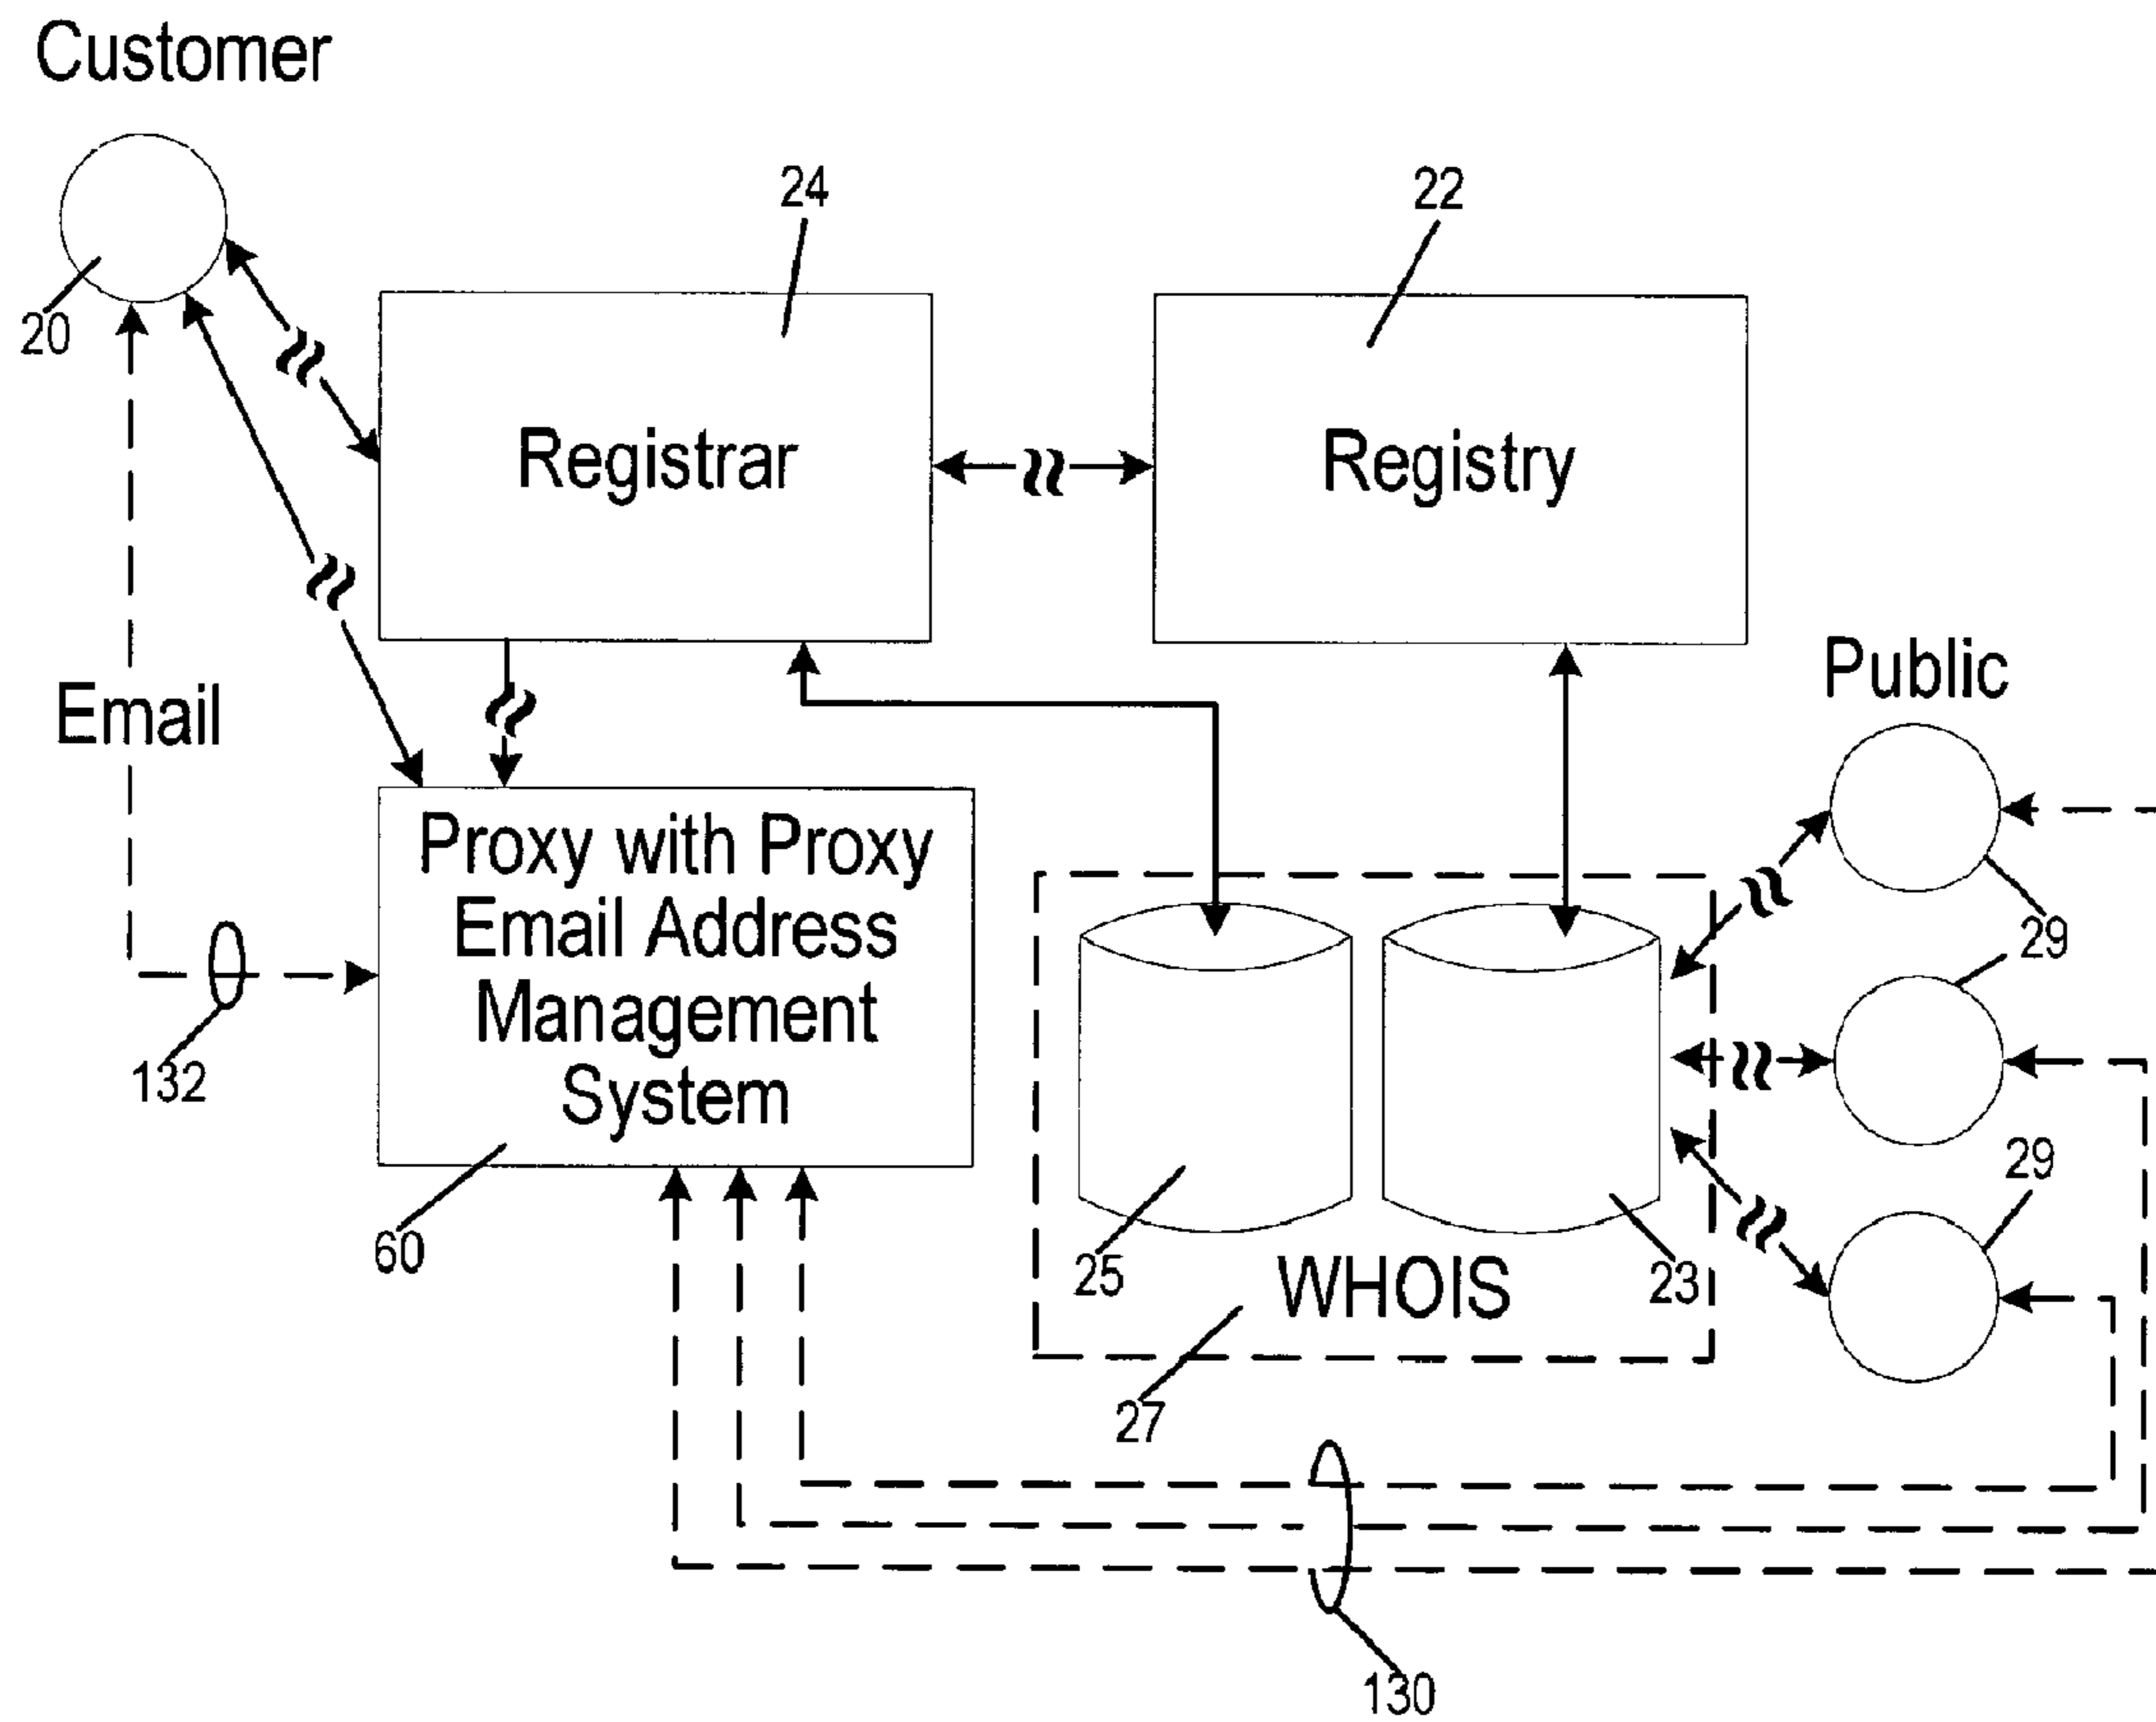 Customer
24
22
20
Registrar
Registry
Public
Email
Proxy with Proxy
Email Address
Management
System
29
132
29
60
25
WHOIS
23
27
130